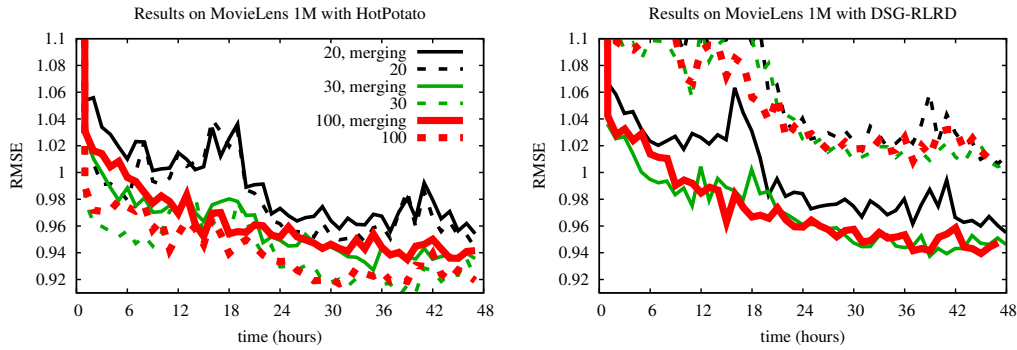 Results on MovieLens 1M with HotPotato
1.1
1.08
1.06
1.04
1.02
1
0.98
0.96
0.94
0.92
RMSE
20, merging
20
30, merging
30
100, merging
100
0 6 12 18 24 30 36 42 48
time (hours)
Results on MovieLens 1M with DSG-RLRD
1.1
1.08
1.06
1.04
1.02
1
0.98
0.96
0.94
0.92
RMSE
0 6 12 18 24 30 36 42 48
time (hours)